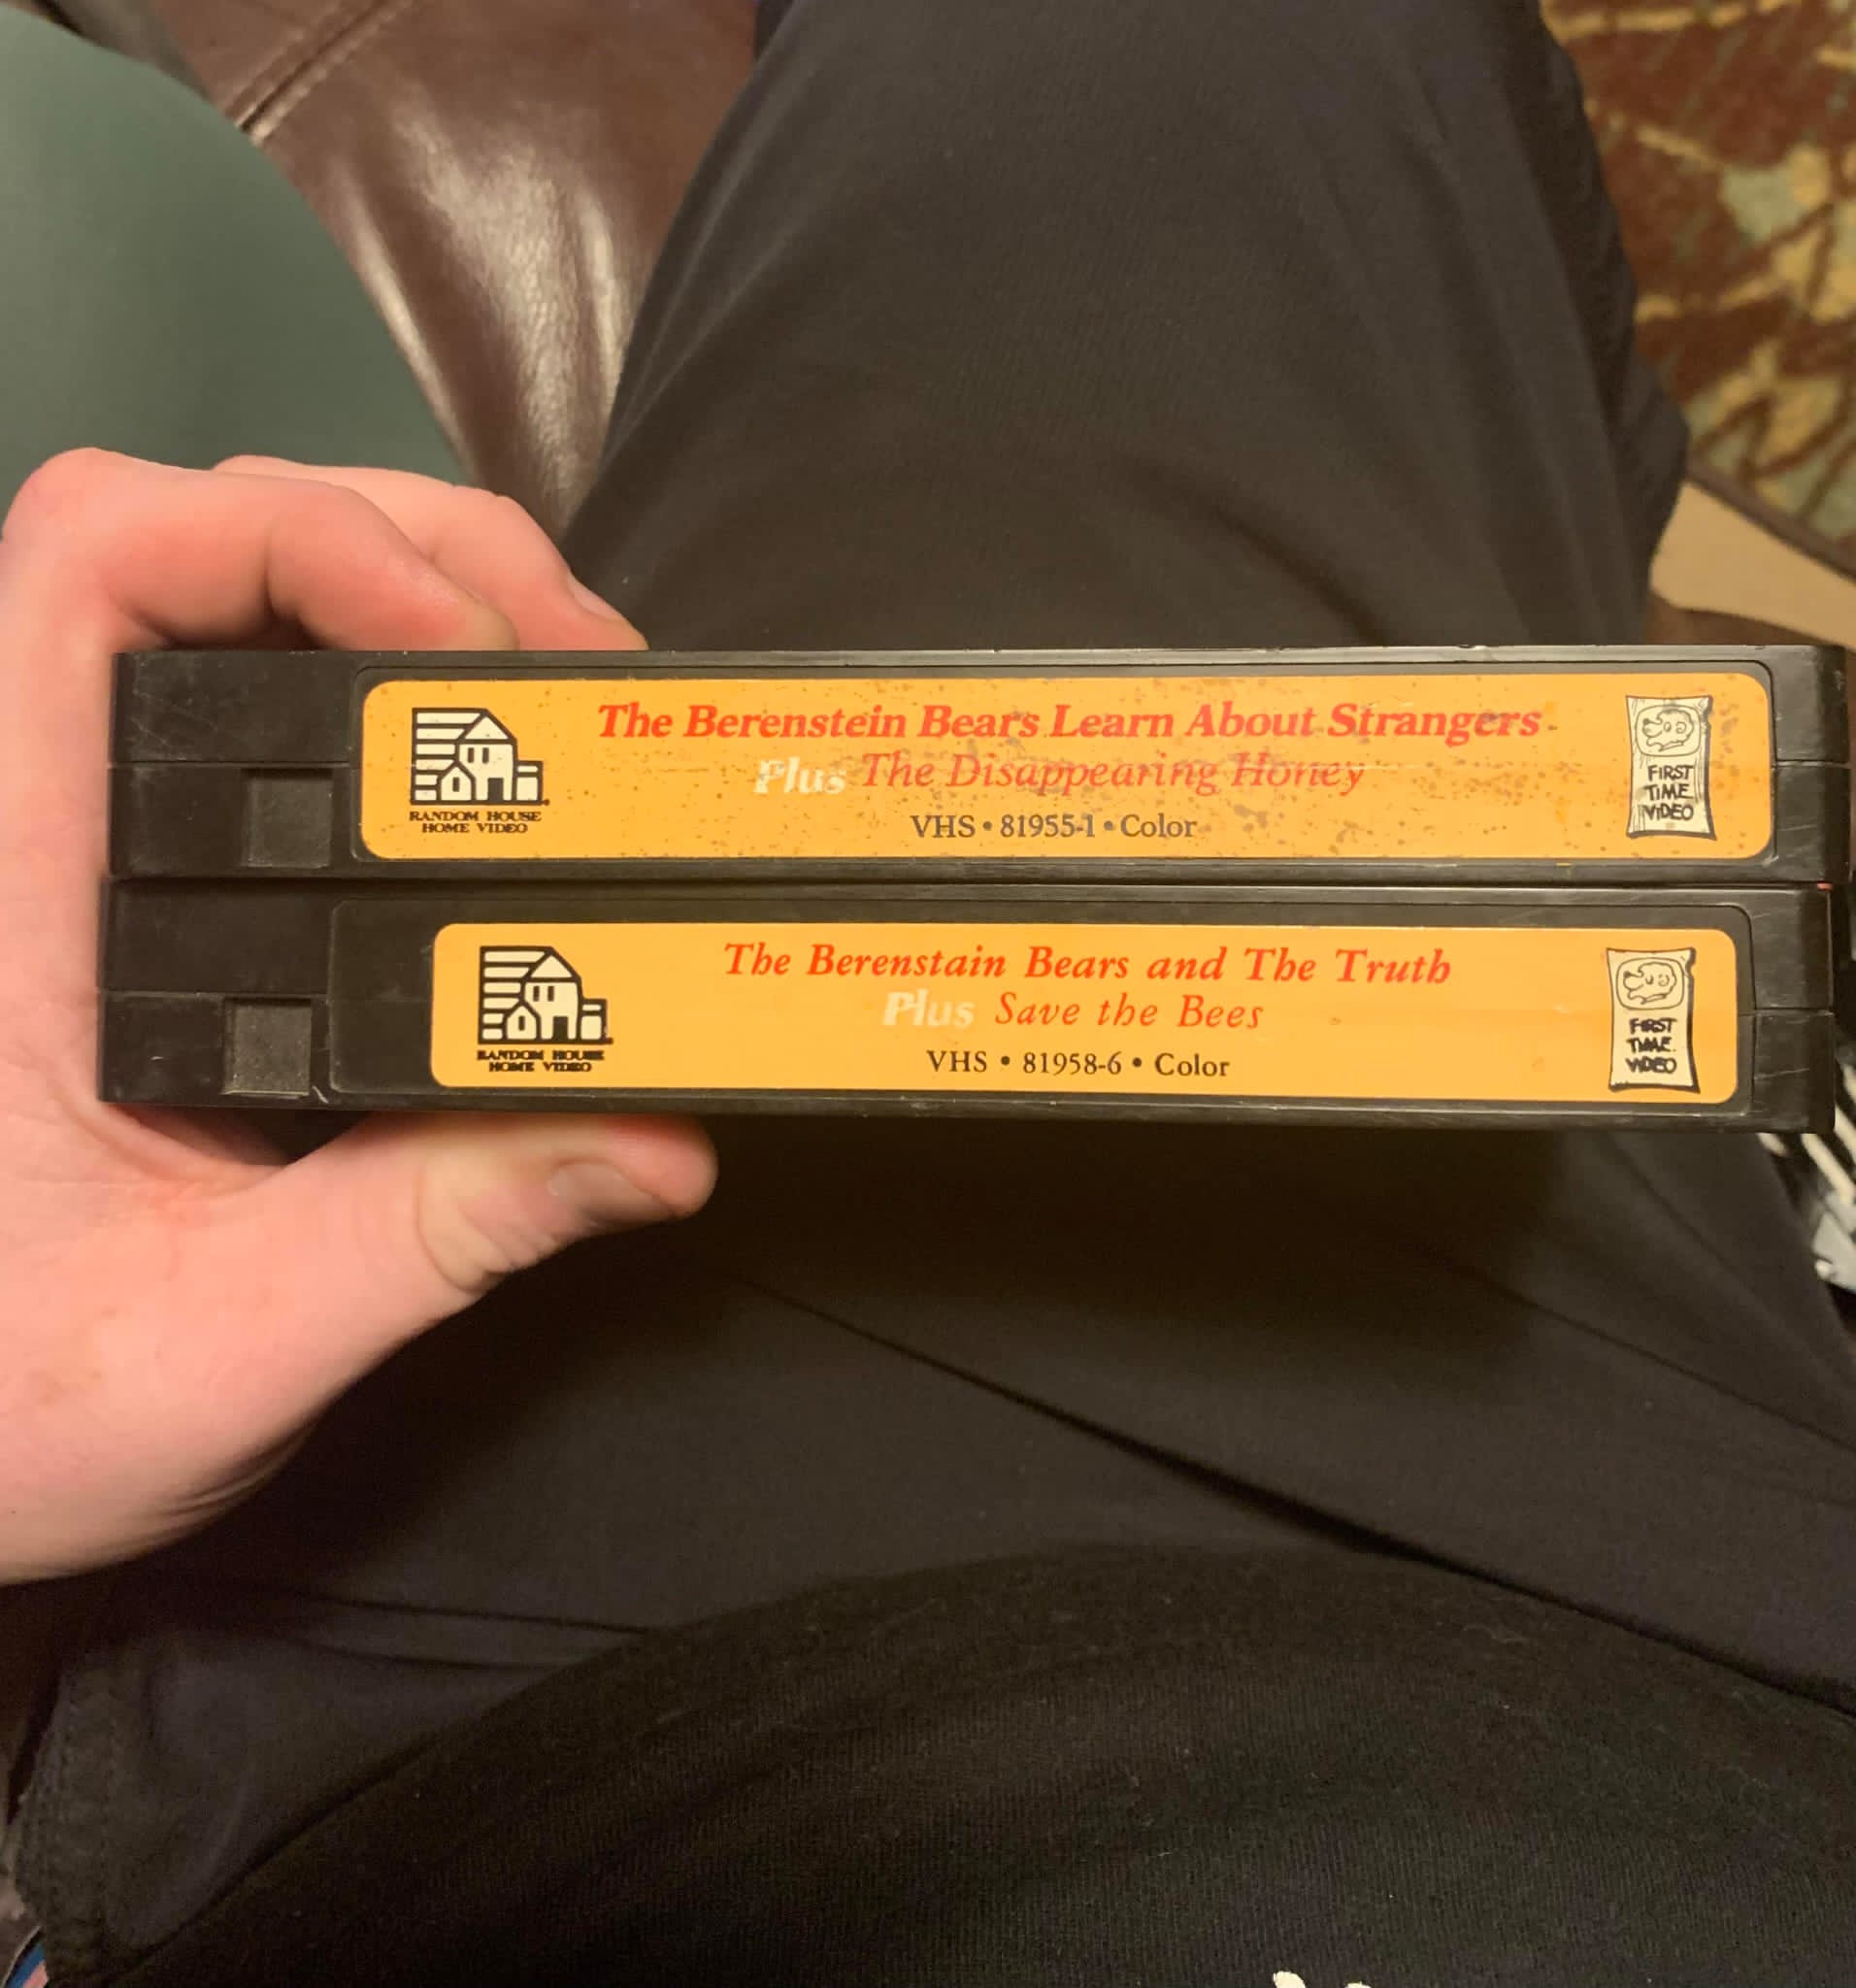 The Berenstein Bears Learn About Strangers
Plus The Disappearing Honey
VHS • 81955-1 • Color
RANDOM HOUSE
HOME VIDEO
FIRST
TIME
VIDEO
The Berenstain Bears and The Truth
Plus Save the Bees
VHS • 81958-6 • Color
RANDOM HOUSE
HOME VIDEO
FIRST
TIME
VIDEO